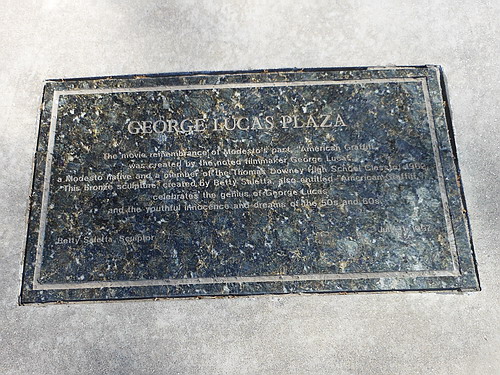 GEORGE LUCAS PLAZA
The movie remembrance of Modesto's past, "American Graffiti",
was created by the noted filmmaker George Lucas,
a Modesto native and a member of the Thomas Downey High School Class of 1962.
This bronze sculpture, created by Betty Saletta, also entitled "American Graffiti,"
celebrates the genius of George Lucas
and the youthful innocence and dreams of the 50s and 60s.
Betty Saletta, Sculptor
1997